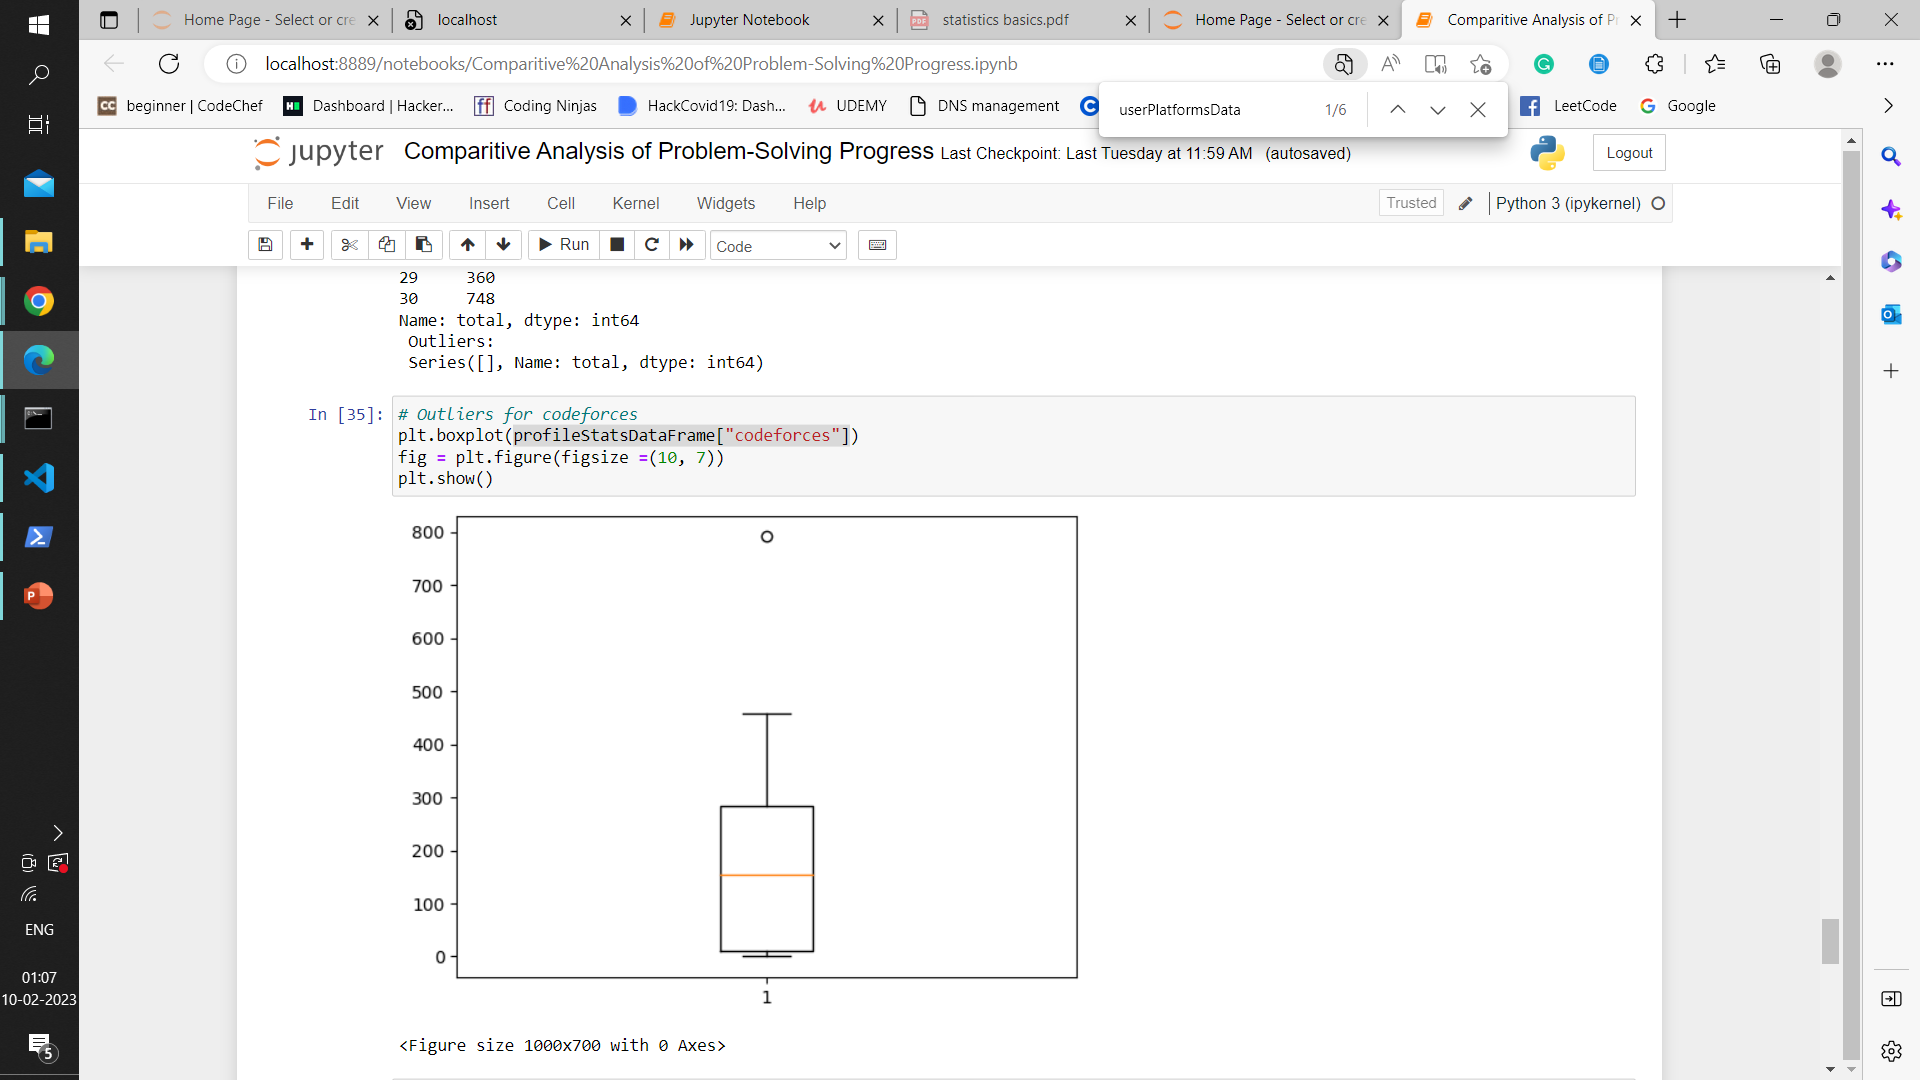 Home Page - Select or cre
localhost
Jupyter Notebook
statistics basics.pdf
Home Page - Select or cre
Comparitive Analysis of Pr
localhost:8889/notebooks/Comparitive%20Analysis%20of%20Problem-Solving%20Progress.ipynb
CC beginner | CodeChef
Dashboard | Hacker...
Coding Ninjas
HackCovid19: Dash...
UDEMY
DNS management
LeetCode
Google
userPlatformsData 1/6
jupyter Comparitive Analysis of Problem-Solving Progress Last Checkpoint: Last Tuesday at 11:59 AM (autosaved)
Logout
File Edit View Insert Cell Kernel Widgets Help
Trusted
Python 3 (ipykernel)
Run
Code
29 360
30 748
Name: total, dtype: int64
Outliers:
Series([], Name: total, dtype: int64)
In [35]:
# Outliers for codeforces
plt.boxplot(profileStatsDataFrame["codeforces"])
fig = plt.figure(figsize =(10, 7))
plt.show()
800
700
600
500
400
300
200
100
0
1
<Figure size 1000x700 with 0 Axes>
ENG
01:07
10-02-2023
5